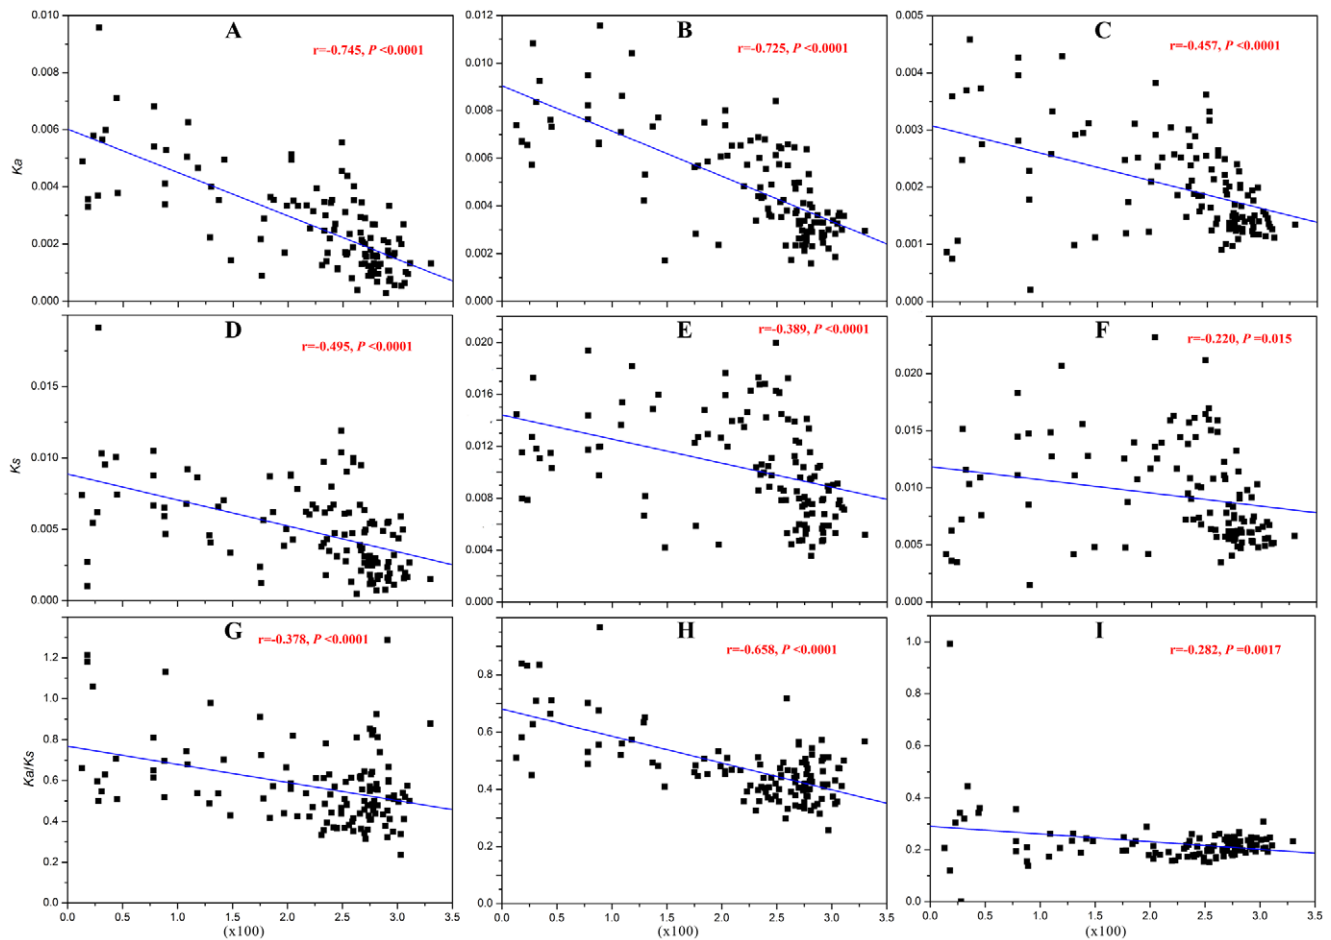 A
r=-0.745, P <0.0001
Ka
0.010
0.008
0.006
0.004
0.002
0.000
B
r=-0.725, P <0.0001
0.012
0.010
0.008
0.006
0.004
0.002
0.000
C
r=-0.457, P <0.0001
0.005
0.004
0.003
0.002
0.001
0.000
D
r=-0.495, P <0.0001
Ks
0.015
0.010
0.005
0.000
E
r=-0.389, P <0.0001
0.020
0.016
0.012
0.008
0.004
0.000
F
r=-0.220, P =0.015
0.020
0.015
0.010
0.005
0.000
G
r=-0.378, P <0.0001
Ka/Ks
1.2
1.0
0.8
0.6
0.4
0.2
0.0
0.0 0.5 1.0 1.5 2.0 2.5 3.0 3.5
(x100)
H
r=-0.658, P <0.0001
0.8
0.6
0.4
0.2
0.0
0.0 0.5 1.0 1.5 2.0 2.5 3.0 3.5
(x100)
I
r=-0.282, P =0.0017
1.0
0.8
0.6
0.4
0.2
0.0
0.0 0.5 1.0 1.5 2.0 2.5 3.0 3.5
(x100)